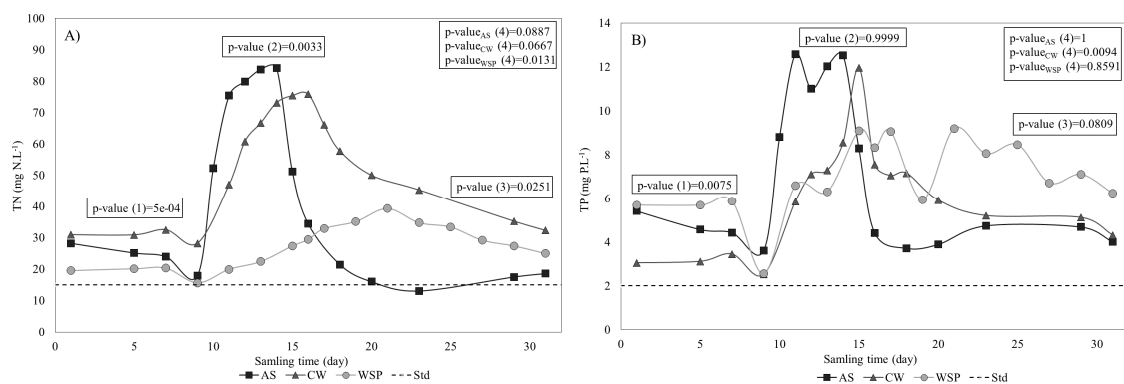 A)
p-value (2)=0.0033
p-valueAS (4)=0.0887
p-valueCW (4)=0.0667
p-valueWSP (4)=0.0131
p-value (1)=5e-04
p-value (3)=0.0251
TN (mg N.L-1)
100
90
80
70
60
50
40
30
20
10
0
0 5 10 15 20 25 30
Samling time (day)
AS CW WSP Std
B)
p-value (2)=0.9999
p-valueAS (4)=1
p-valueCW (4)=0.0094
p-valueWSP (4)=0.8591
p-value (3)=0.0809
p-value (1)=0.0075
TP (mg P.L-1)
14
12
10
8
6
4
2
0
0 5 10 15 20 25 30
Samling time (day)
AS CW WSP Std